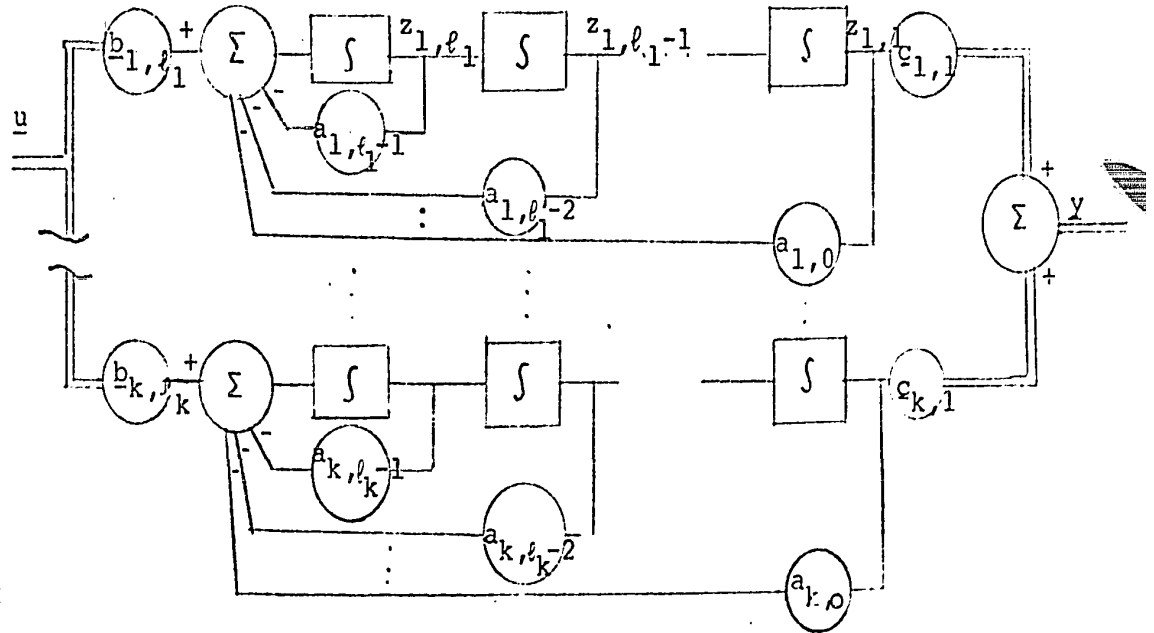 u
b1,ℓ1 + Σ ∫ z1,ℓ1 ∫ z1,ℓ1-1 ∫ z1,1 c1,1
- - -
a1,ℓ1-1
a1,ℓ1-2
a1,0
+
Σ y
+
bk,ℓk + Σ ∫ ∫ ∫ ck,1
- - -
ak,ℓk-1
ak,ℓk-2
ak,0